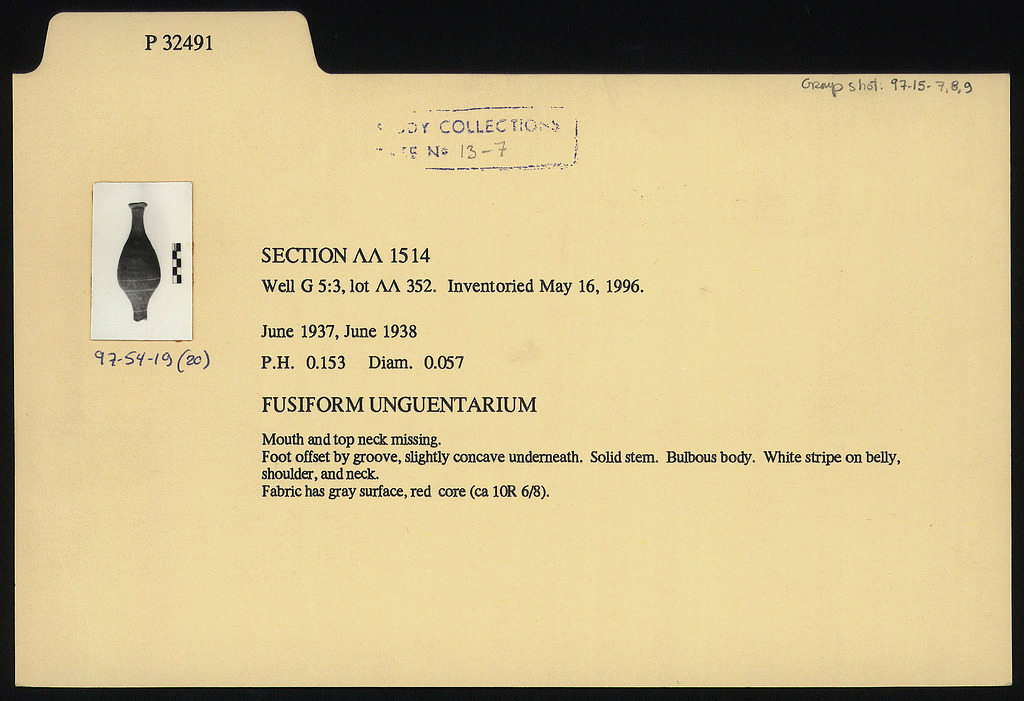 P 32491
Group shot: 97-15-7,8,9
COLLECTIONS
No 13-7
SECTION ΛΛ 1514
Well G 5:3, lot ΛΛ 352. Inventoried May 16, 1996.
June 1937, June 1938
97-54-19 (20)
P.H. 0.153 Diam. 0.057
FUSIFORM UNGUENTARIUM
Mouth and top neck missing.
Foot offset by groove, slightly concave underneath. Solid stem. Bulbous body. White stripe on belly,
shoulder, and neck.
Fabric has gray surface, red core (ca 10R 6/8).